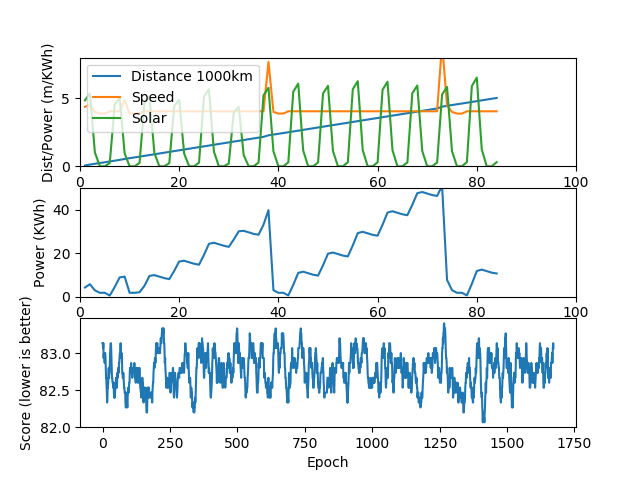 Dist/Power (m/KWh)
5
0
Distance 1000km
Speed
Solar
0 20 40 60 80 100
Power (KWh)
40
20
0
0 20 40 60 80 100
Score (lower is better)
83.0
82.5
82.0
0 250 500 750 1000 1250 1500 1750
Epoch